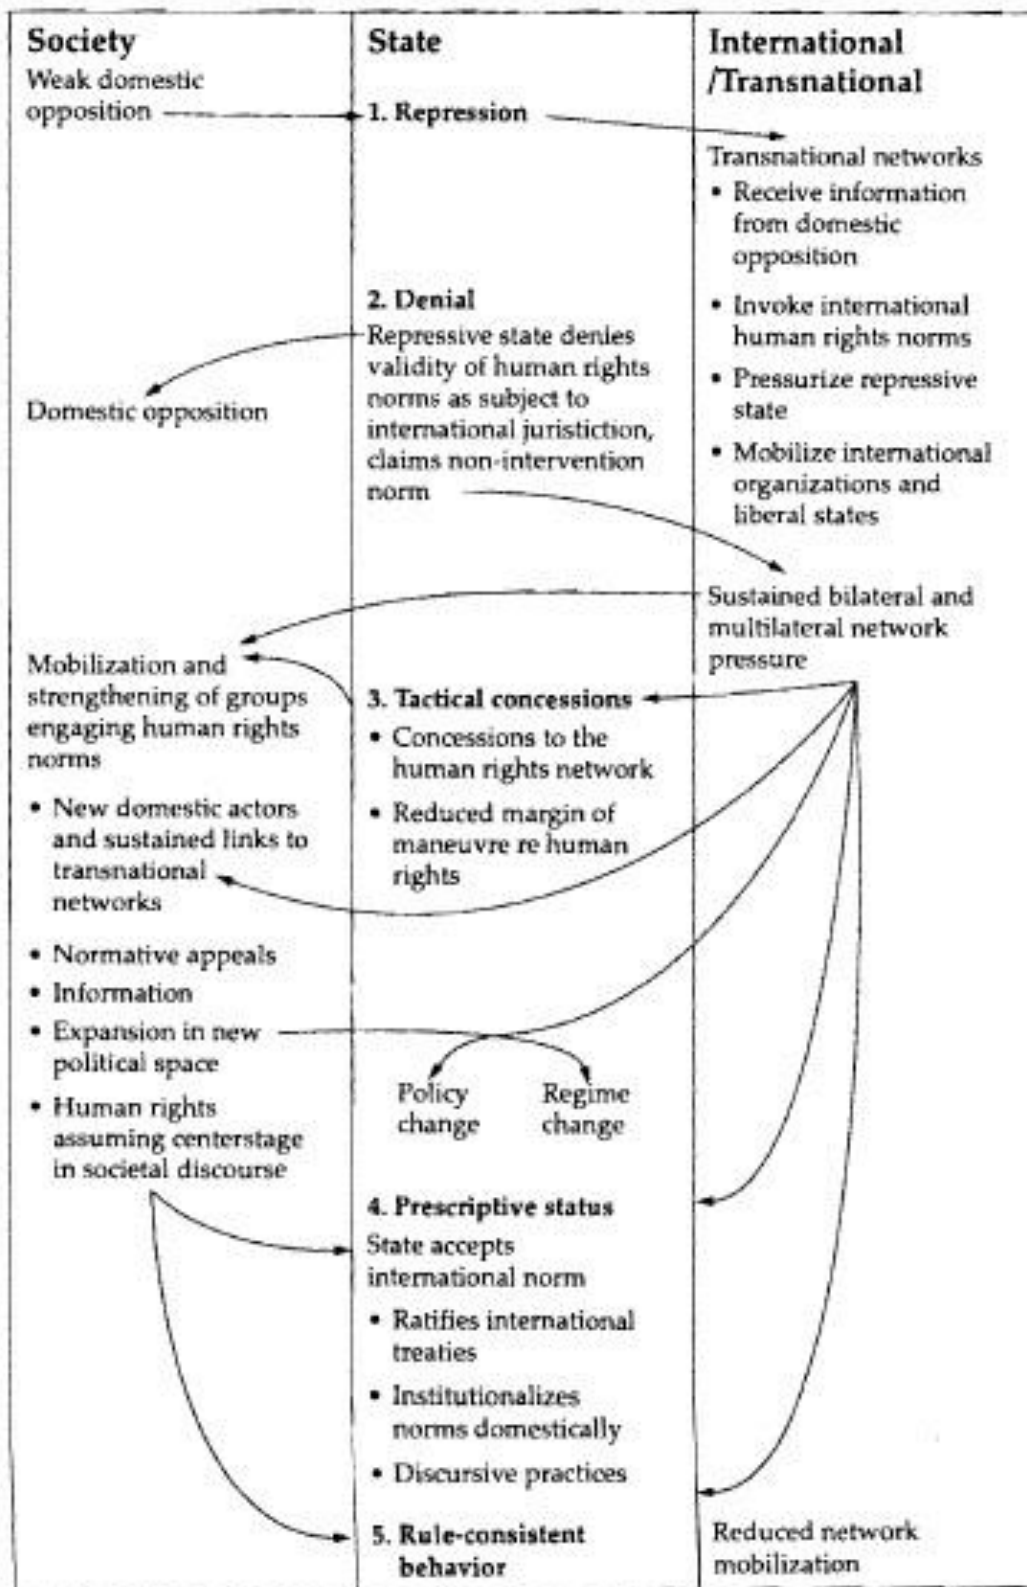 Society
Weak domestic
opposition
Domestic opposition
Mobilization and
strengthening of groups
engaging human rights
norms
• New domestic actors
and sustained links to
transnational
networks
• Normative appeals
• Information
• Expansion in new
political space
• Human rights
assuming centerstage
in societal discourse
State
1. Repression
2. Denial
Repressive state denies
validity of human rights
norms as subject to
international juristiction,
claims non-intervention
norm
3. Tactical concessions
• Concessions to the
human rights network
• Reduced margin of
maneuvre re human
rights
Policy
change
Regime
change
4. Prescriptive status
State accepts
international norm
• Ratifies international
treaties
• Institutionalizes
norms domestically
• Discursive practices
5. Rule-consistent
behavior
International
/Transnational
Transnational networks
• Receive information
from domestic
opposition
• Invoke international
human rights norms
• Pressurize repressive
state
• Mobilize international
organizations and
liberal states
Sustained bilateral and
multilateral network
pressure
Reduced network
mobilization